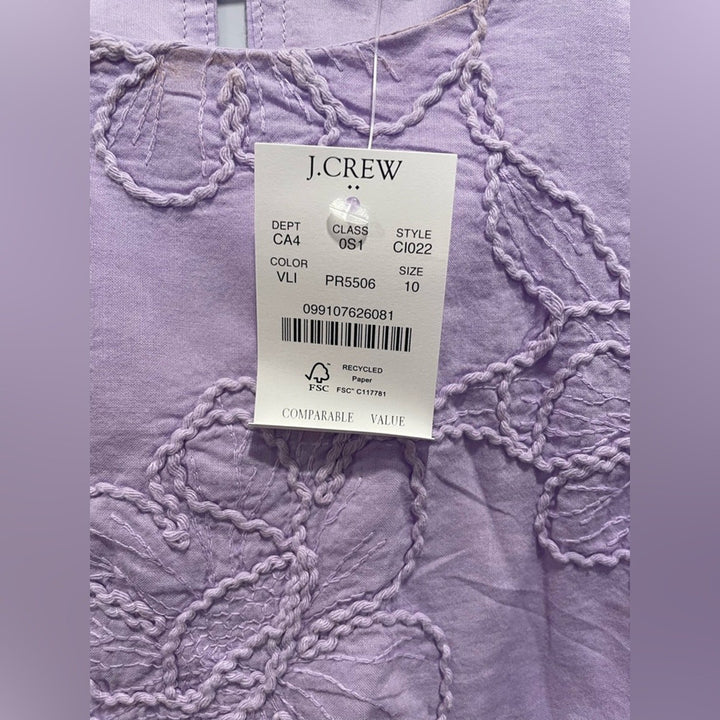 J.CREW
DEPT CLASS STYLE
CA4 0S1 CI022
COLOR SIZE
VLI PR5506 10
099107626081
RECYCLED
Paper
FSC FSC™ C117781
COMPARABLE VALUE